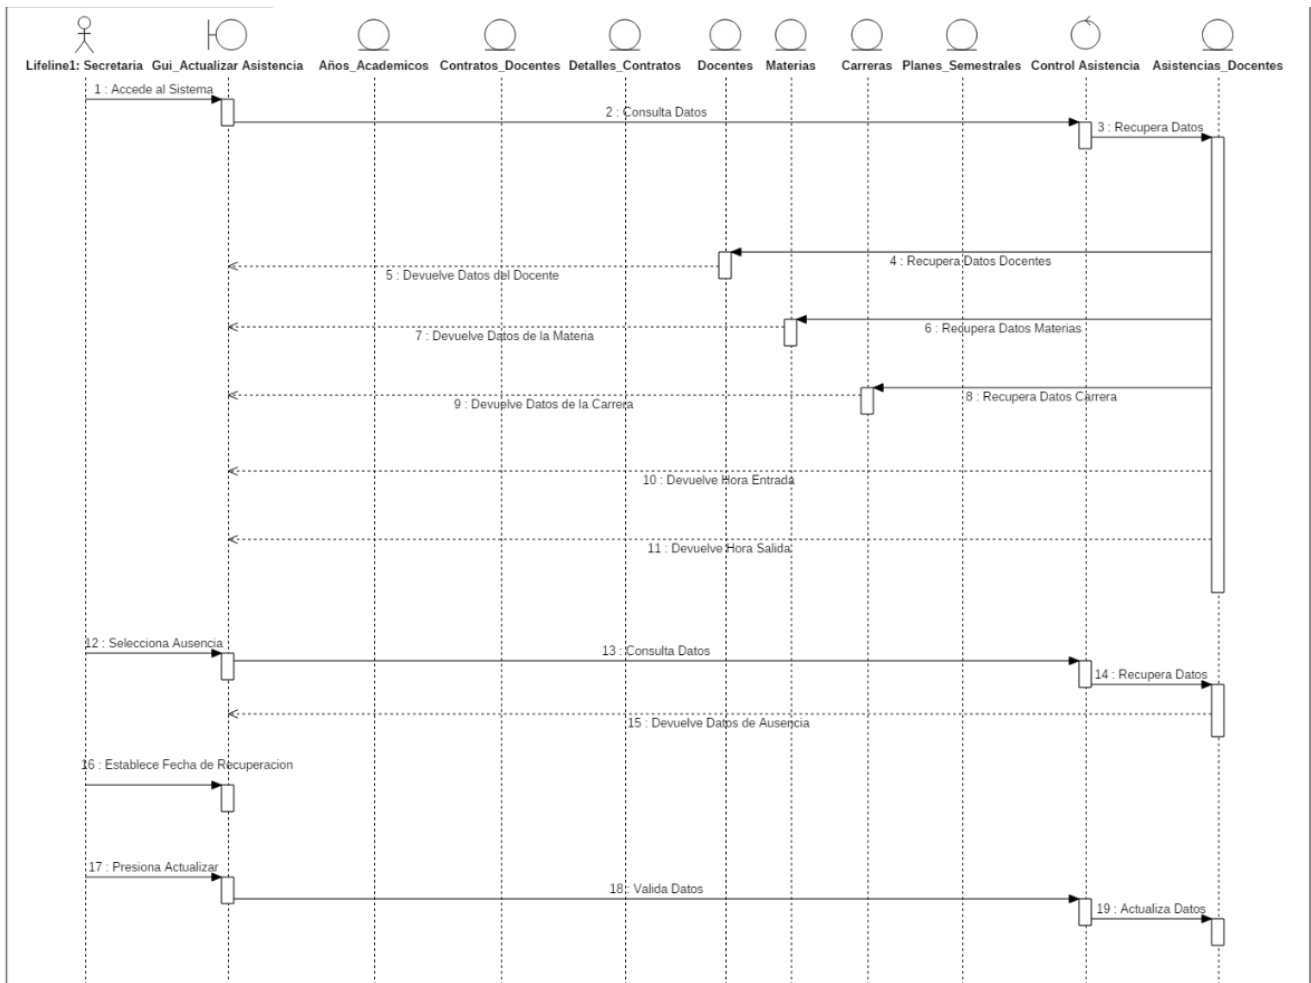 Lifeline1: Secretaria
Gui_Actualizar Asistencia
Años_Academicos
Contratos_Docentes
Detalles_Contratos
Docentes
Materias
Carreras
Planes_Semestrales
Control Asistencia
Asistencias_Docentes
1 : Accede al Sistema
2 : Consulta Datos
3 : Recupera Datos
4 : Recupera Datos Docentes
5 : Devuelve Datos del Docente
6 : Recupera Datos Materias
7 : Devuelve Datos de la Materia
8 : Recupera Datos Carrera
9 : Devuelve Datos de la Carrera
10 : Devuelve Hora Entrada
11 : Devuelve Hora Salida
12 : Selecciona Ausencia
13 : Consulta Datos
14 : Recupera Datos
15 : Devuelve Datos de Ausencia
16 : Establece Fecha de Recuperacion
17 : Presiona Actualizar
18 : Valida Datos
19 : Actualiza Datos